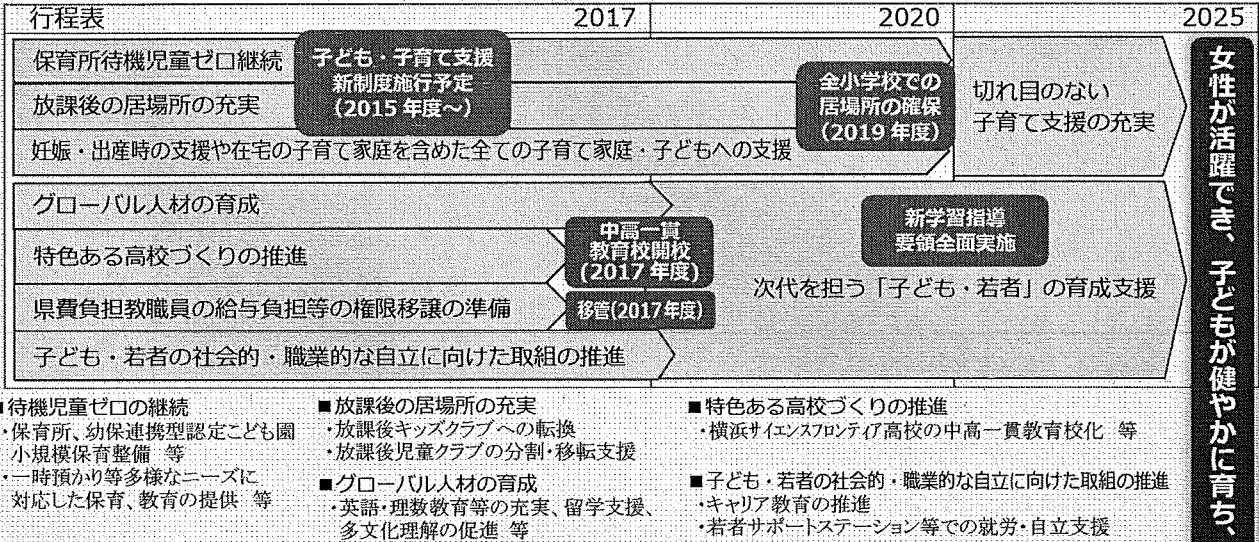 行程表 2017 2020 2025
保育所待機児童ゼロ継続
放課後の居場所の充実
妊娠・出産時の支援や在宅の子育て家庭を含めた全ての子育て家庭・子どもへの支援
子ども・子育て支援
新制度施行予定
(2015年度～)
全小学校での
居場所の確保
(2019年度)
切れ目のない
子育て支援の充実
グローバル人材の育成
特色ある高校づくりの推進
県費負担教職員の給与負担等の権限移譲の準備
子ども・若者の社会的・職業的な自立に向けた取組の推進
中高一貫
教育校開校
(2017年度)
移管(2017年度)
新学習指導
要領全面実施
次代を担う「子ども・若者」の育成支援
女性が活躍でき、子どもが健やかに育ち、
■待機児童ゼロの継続
・保育所、幼保連携型認定こども園
小規模保育整備 等
・一時預かり等多様なニーズに
対応した保育、教育の提供 等
■放課後の居場所の充実
・放課後キッズクラブへの転換
・放課後児童クラブの分割・移転支援
■グローバル人材の育成
・英語・理数教育等の充実、留学支援、
多文化理解の促進 等
■特色ある高校づくりの推進
・横浜サイエンスフロンティア高校の中高一貫教育校化 等
■子ども・若者の社会的・職業的な自立に向けた取組の推進
・キャリア教育の推進
・若者サポートステーション等での就労・自立支援